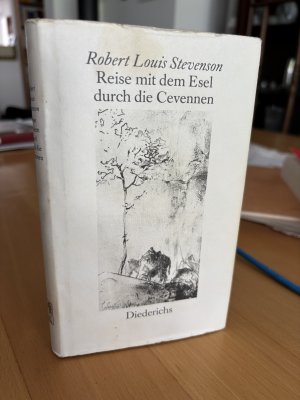 Robert Louis Stevenson
Reise mit dem Esel
durch die Cevennen
Diederichs